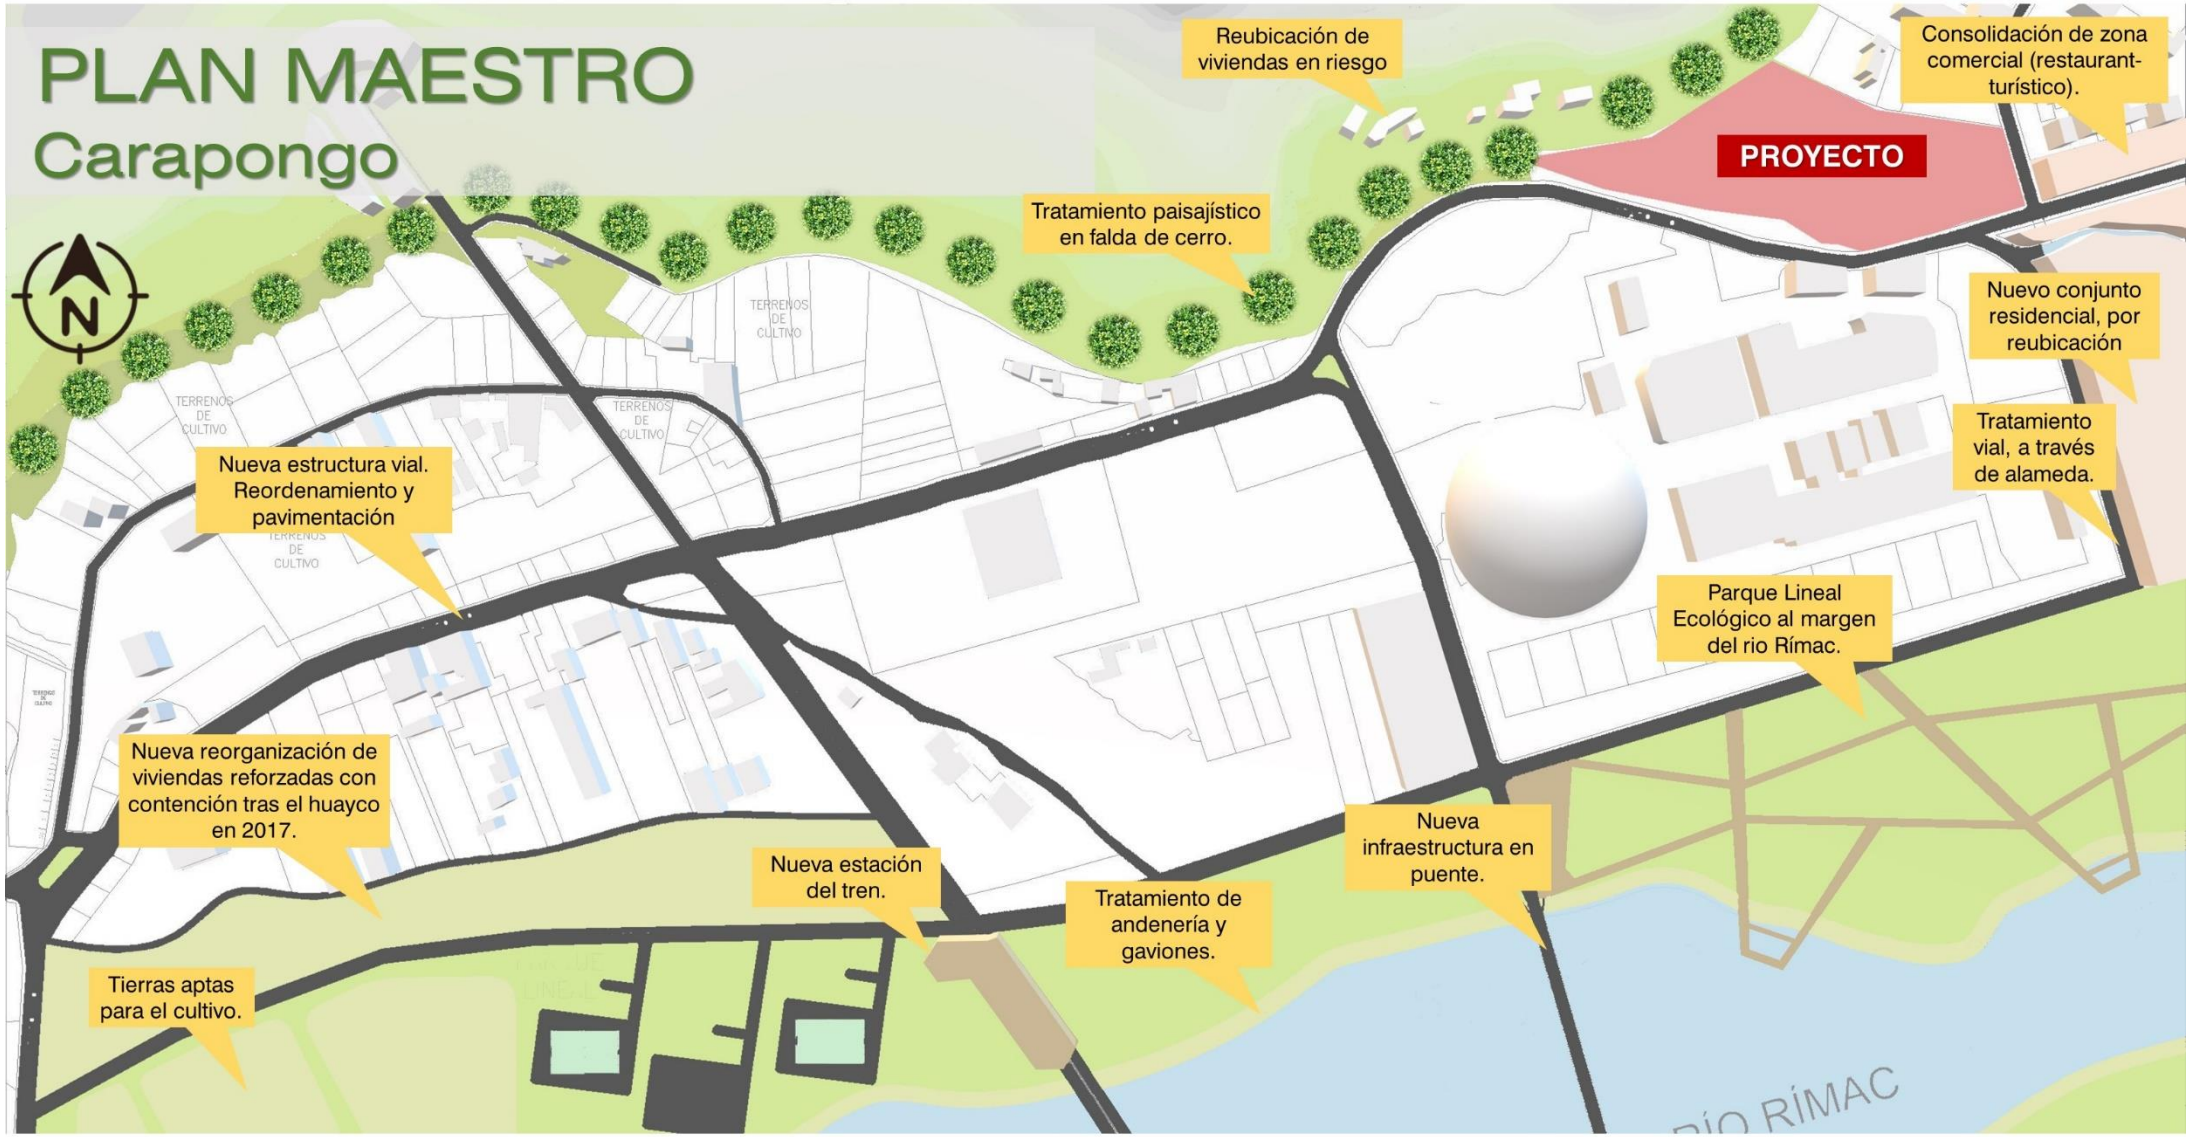 PLAN MAESTRO
Carapongo
N
Reubicación de
viviendas en riesgo
Consolidación de zona
comercial (restaurant-
turístico).
PROYECTO
Tratamiento paisajístico
en falda de cerro.
Nuevo conjunto
residencial, por
reubicación
TERRENOS
DE
CULTIVO
TERRENOS
DE
CULTIVO
TERRENOS
DE
CULTIVO
Tratamiento
vial, a través
de alameda.
Nueva estructura vial.
Reordenamiento y
pavimentación
TERRENOS
DE
CULTIVO
Parque Lineal
Ecológico al margen
del rio Rímac.
TERRENOS
DE
CULTIVO
Nueva reorganización de
viviendas reforzadas con
contención tras el huayco
en 2017.
Nueva
infraestructura en
puente.
Nueva estación
del tren.
Tratamiento de
andenería y
gaviones.
Tierras aptas
para el cultivo.
LINEAL
RÍO RÍMAC